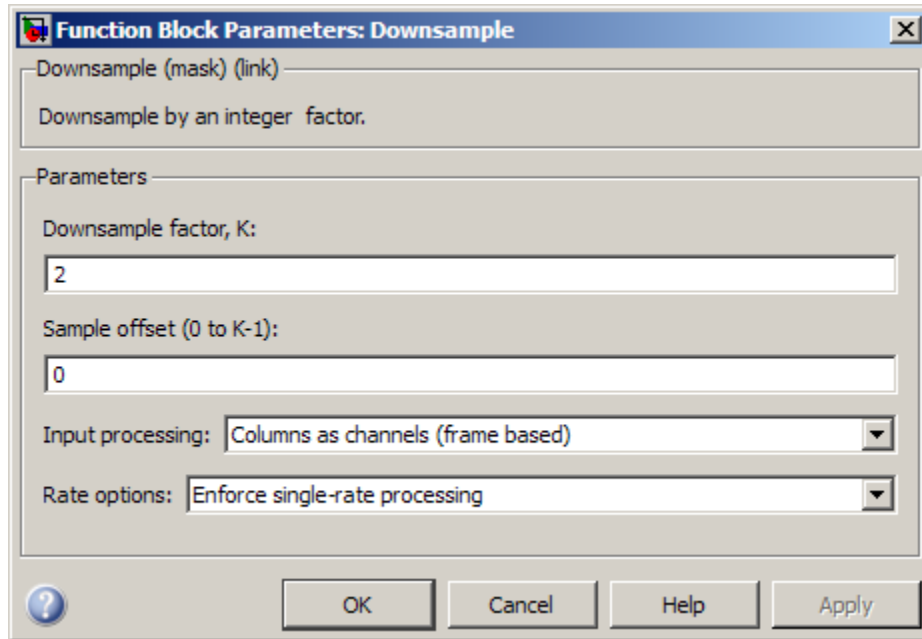 Function Block Parameters: Downsample
Downsample (mask) (link)
Downsample by an integer  factor.
Parameters
Downsample factor, K:
2
Sample offset (0 to K-1):
0
Input processing: Columns as channels (frame based)
Rate options: Enforce single-rate processing
? OK Cancel Help Apply